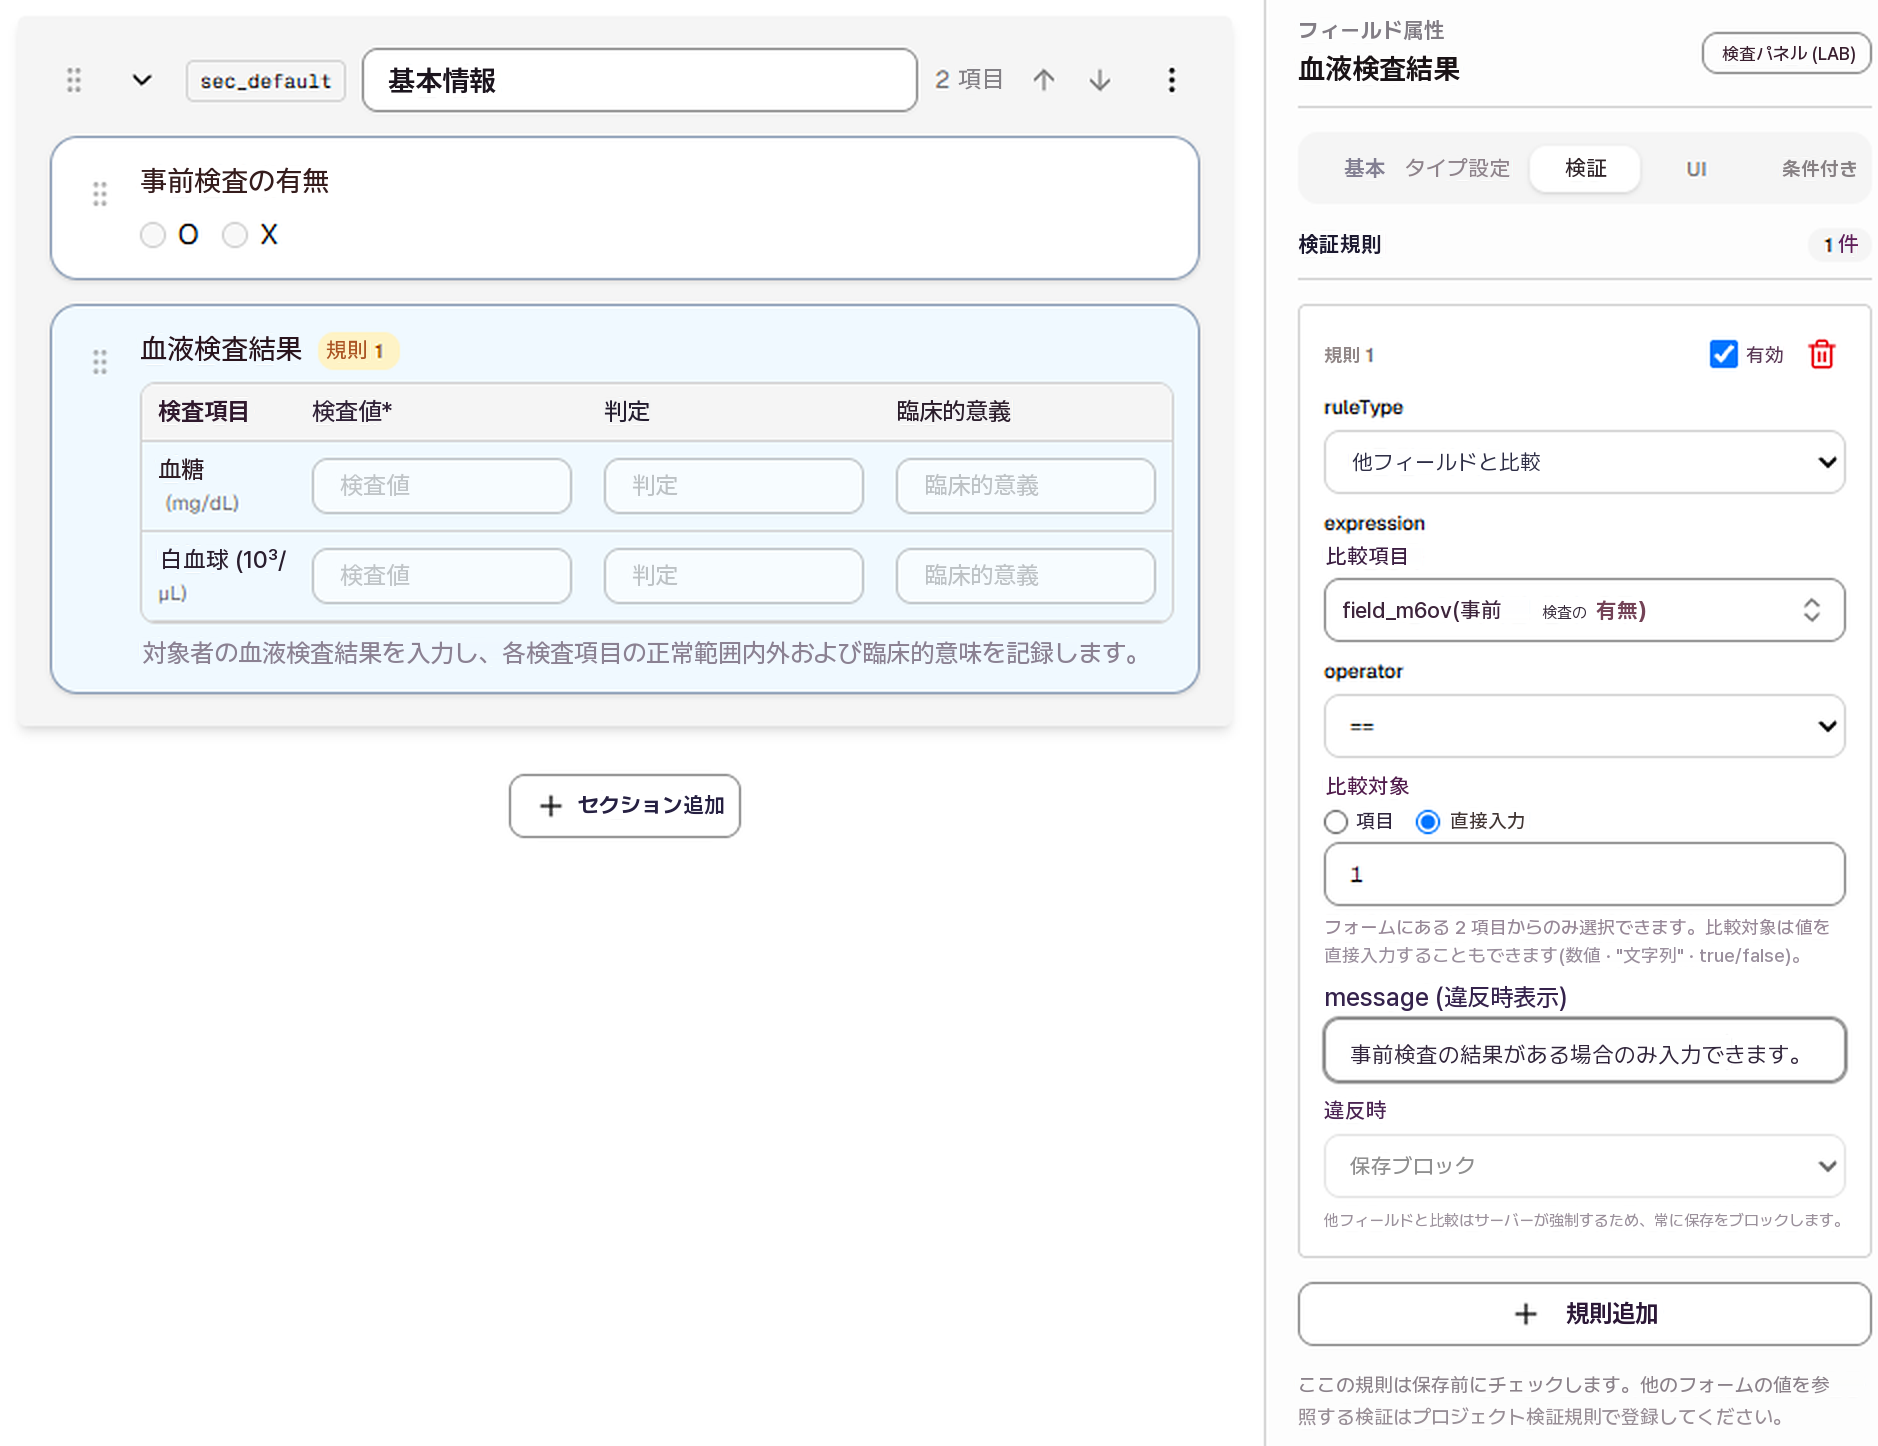 sec_default 基本情報 2 項目
事前検査の有無
O X
血液検査結果 規則 1
検査項目 検査値* 判定 臨床的意義
血糖
(mg/dL)
検査値 判定 臨床的意義
白血球 (10³/
μL)
検査値 判定 臨床的意義
対象者の血液検査結果を入力し、各検査項目の正常範囲内外および臨床的意味を記録します。
セクション追加
フィールド属性
血液検査結果
検査パネル (LAB)
基本 タイプ設定 検証 UI 条件付き
検証規則 1 件
規則 1 有効
ruleType
他フィールドと比較
expression
比較項目
field_m6ov(事前 検査の 有無)
operator
==
比較対象
項目 直接入力
1
フォームにある 2 項目からのみ選択できます。比較対象は値を
直接入力することもできます(数値 · "文字列" · true/false)。
message (違反時表示)
事前検査の結果がある場合のみ入力できます。
違反時
保存ブロック
他フィールドと比較はサーバーが強制するため、常に保存をブロックします。
規則追加
ここの規則は保存前にチェックします。他のフォームの値を参
照する検証はプロジェクト検証規則で登録してください。